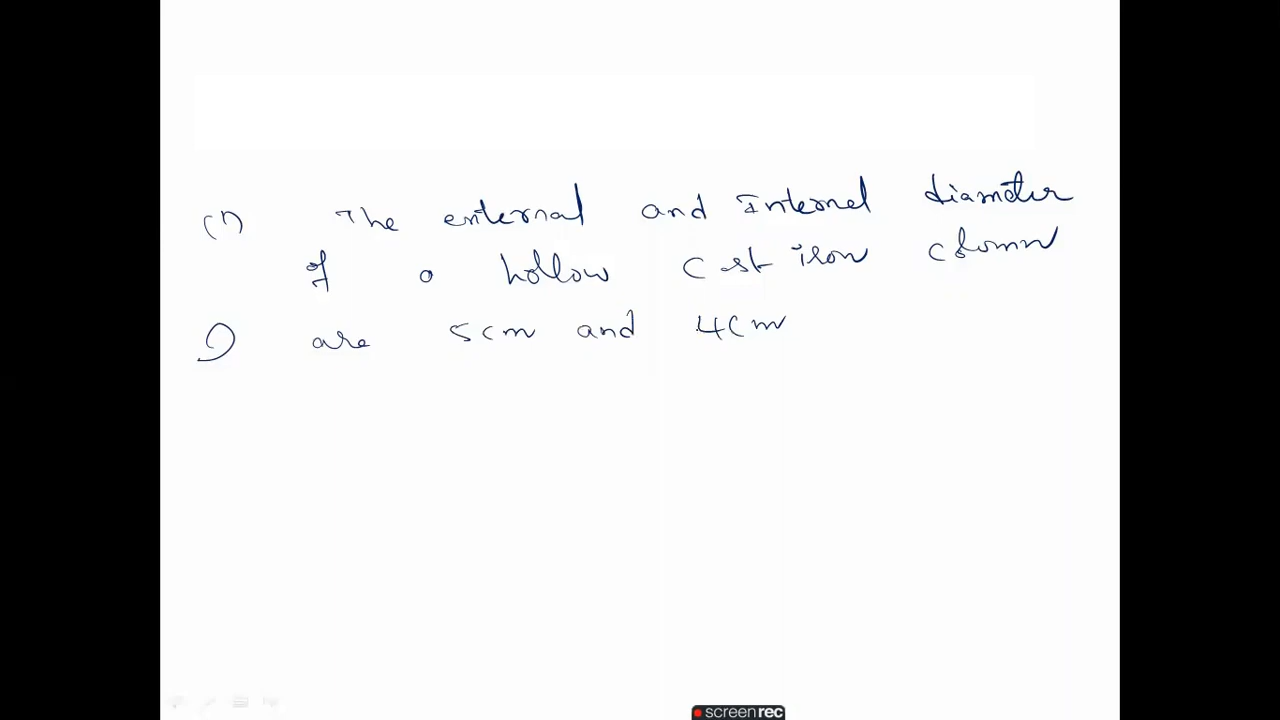 (1) The external and Internal diameter
of a hollow Cast iron column
are 5cm and 4cm
screenrec